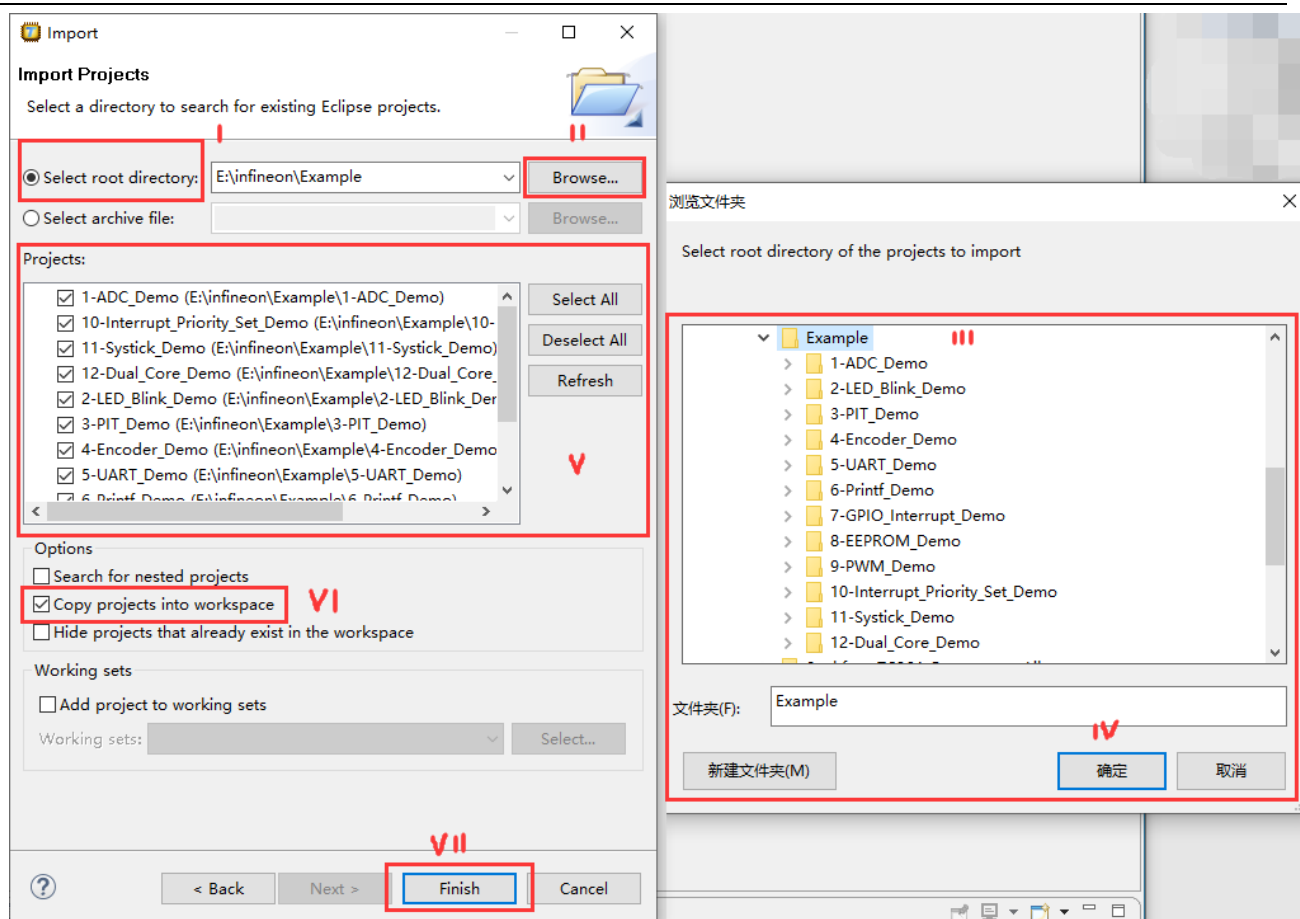 Import
Import Projects
Select a directory to search for existing Eclipse projects.
I
II
Select root directory:
E:\infineon\Example
Browse...
Select archive file:
Browse...
Projects:
1-ADC_Demo (E:\infineon\Example\1-ADC_Demo)
10-Interrupt_Priority_Set_Demo (E:\infineon\Example\10-
11-Systick_Demo (E:\infineon\Example\11-Systick_Demo)
12-Dual_Core_Demo (E:\infineon\Example\12-Dual_Core_
2-LED_Blink_Demo (E:\infineon\Example\2-LED_Blink_Der
3-PIT_Demo (E:\infineon\Example\3-PIT_Demo)
4-Encoder_Demo (E:\infineon\Example\4-Encoder_Demo
5-UART_Demo (E:\infineon\Example\5-UART_Demo)
6-Printf_Demo (E:\infineon\Example\6-Printf_Demo)
Select All
Deselect All
Refresh
V
Options
Search for nested projects
Copy projects into workspace
VI
Hide projects that already exist in the workspace
Working sets
Add project to working sets
Working sets:
Select...
VII
< Back
Next >
Finish
Cancel
浏览文件夹
Select root directory of the projects to import
Example
III
1-ADC_Demo
2-LED_Blink_Demo
3-PIT_Demo
4-Encoder_Demo
5-UART_Demo
6-Printf_Demo
7-GPIO_Interrupt_Demo
8-EEPROM_Demo
9-PWM_Demo
10-Interrupt_Priority_Set_Demo
11-Systick_Demo
12-Dual_Core_Demo
文件夹(F):
Example
IV
新建文件夹(M)
确定
取消